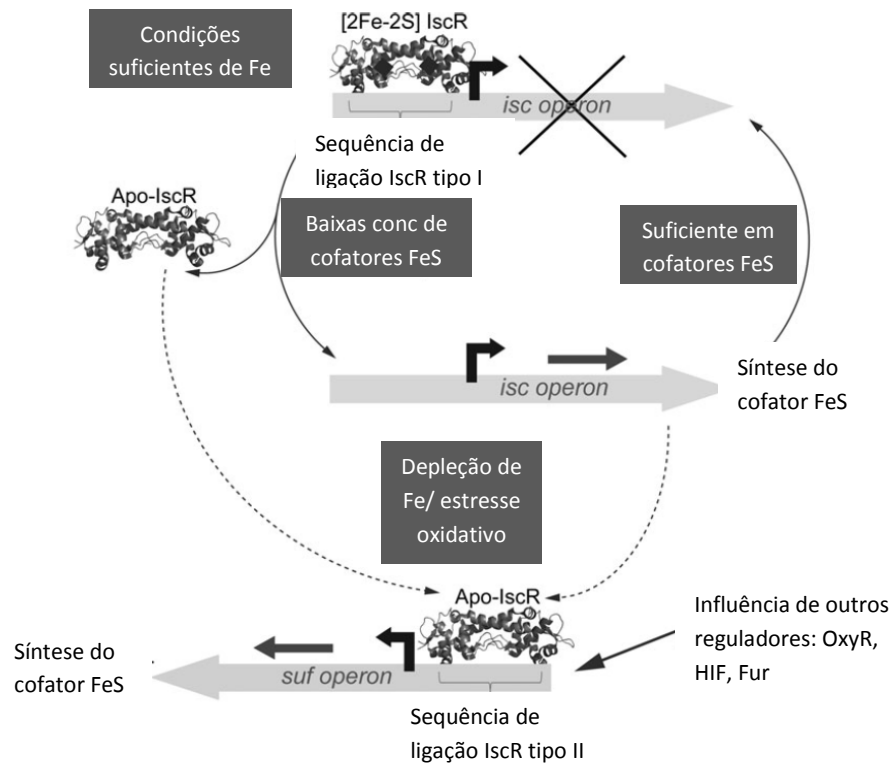 Condições
suficientes de Fe
[2Fe-2S] IscR
isc operon
Sequência de
ligação IscR tipo I
Apo-IscR
Baixas conc de
cofatores FeS
Suficiente em
cofatores FeS
isc operon
Síntese do
cofator FeS
Depleção de
Fe/ estresse
oxidativo
Apo-IscR
Influência de outros
reguladores: OxyR,
HIF, Fur
Síntese do
cofator FeS
suf operon
Sequência de
ligação IscR tipo II